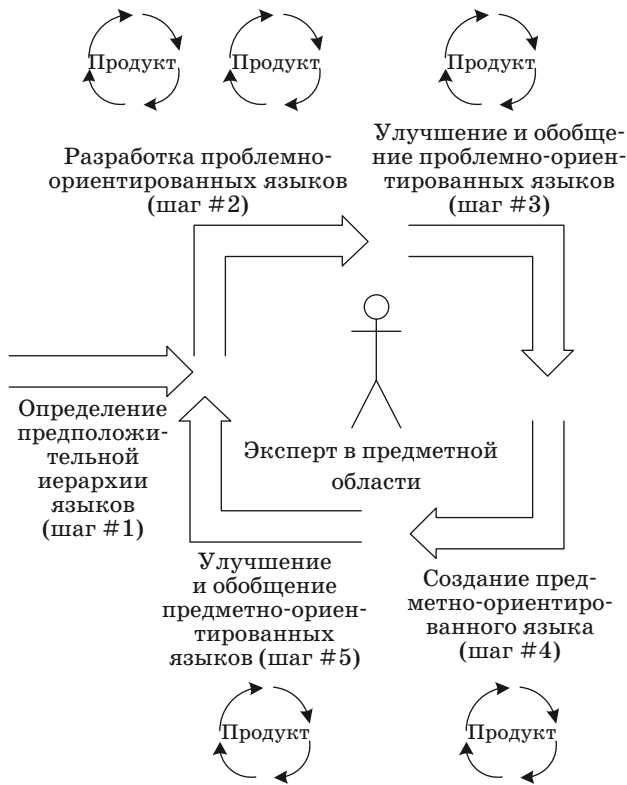 Продукт
Продукт
Продукт
Разработка проблемно-
ориентированных языков
(шаг #2)
Улучшение и обобще-
ние проблемно-ориен-
тированных языков
(шаг #3)
Определение
предположи-
тельной
иерархии
языков
(шаг #1)
Эксперт в предметной
области
Улучшение
и обобщение
предметно-ориен-
тированных
языков (шаг #5)
Создание пред-
метно-ориентиро-
ванного языка
(шаг #4)
Продукт
Продукт